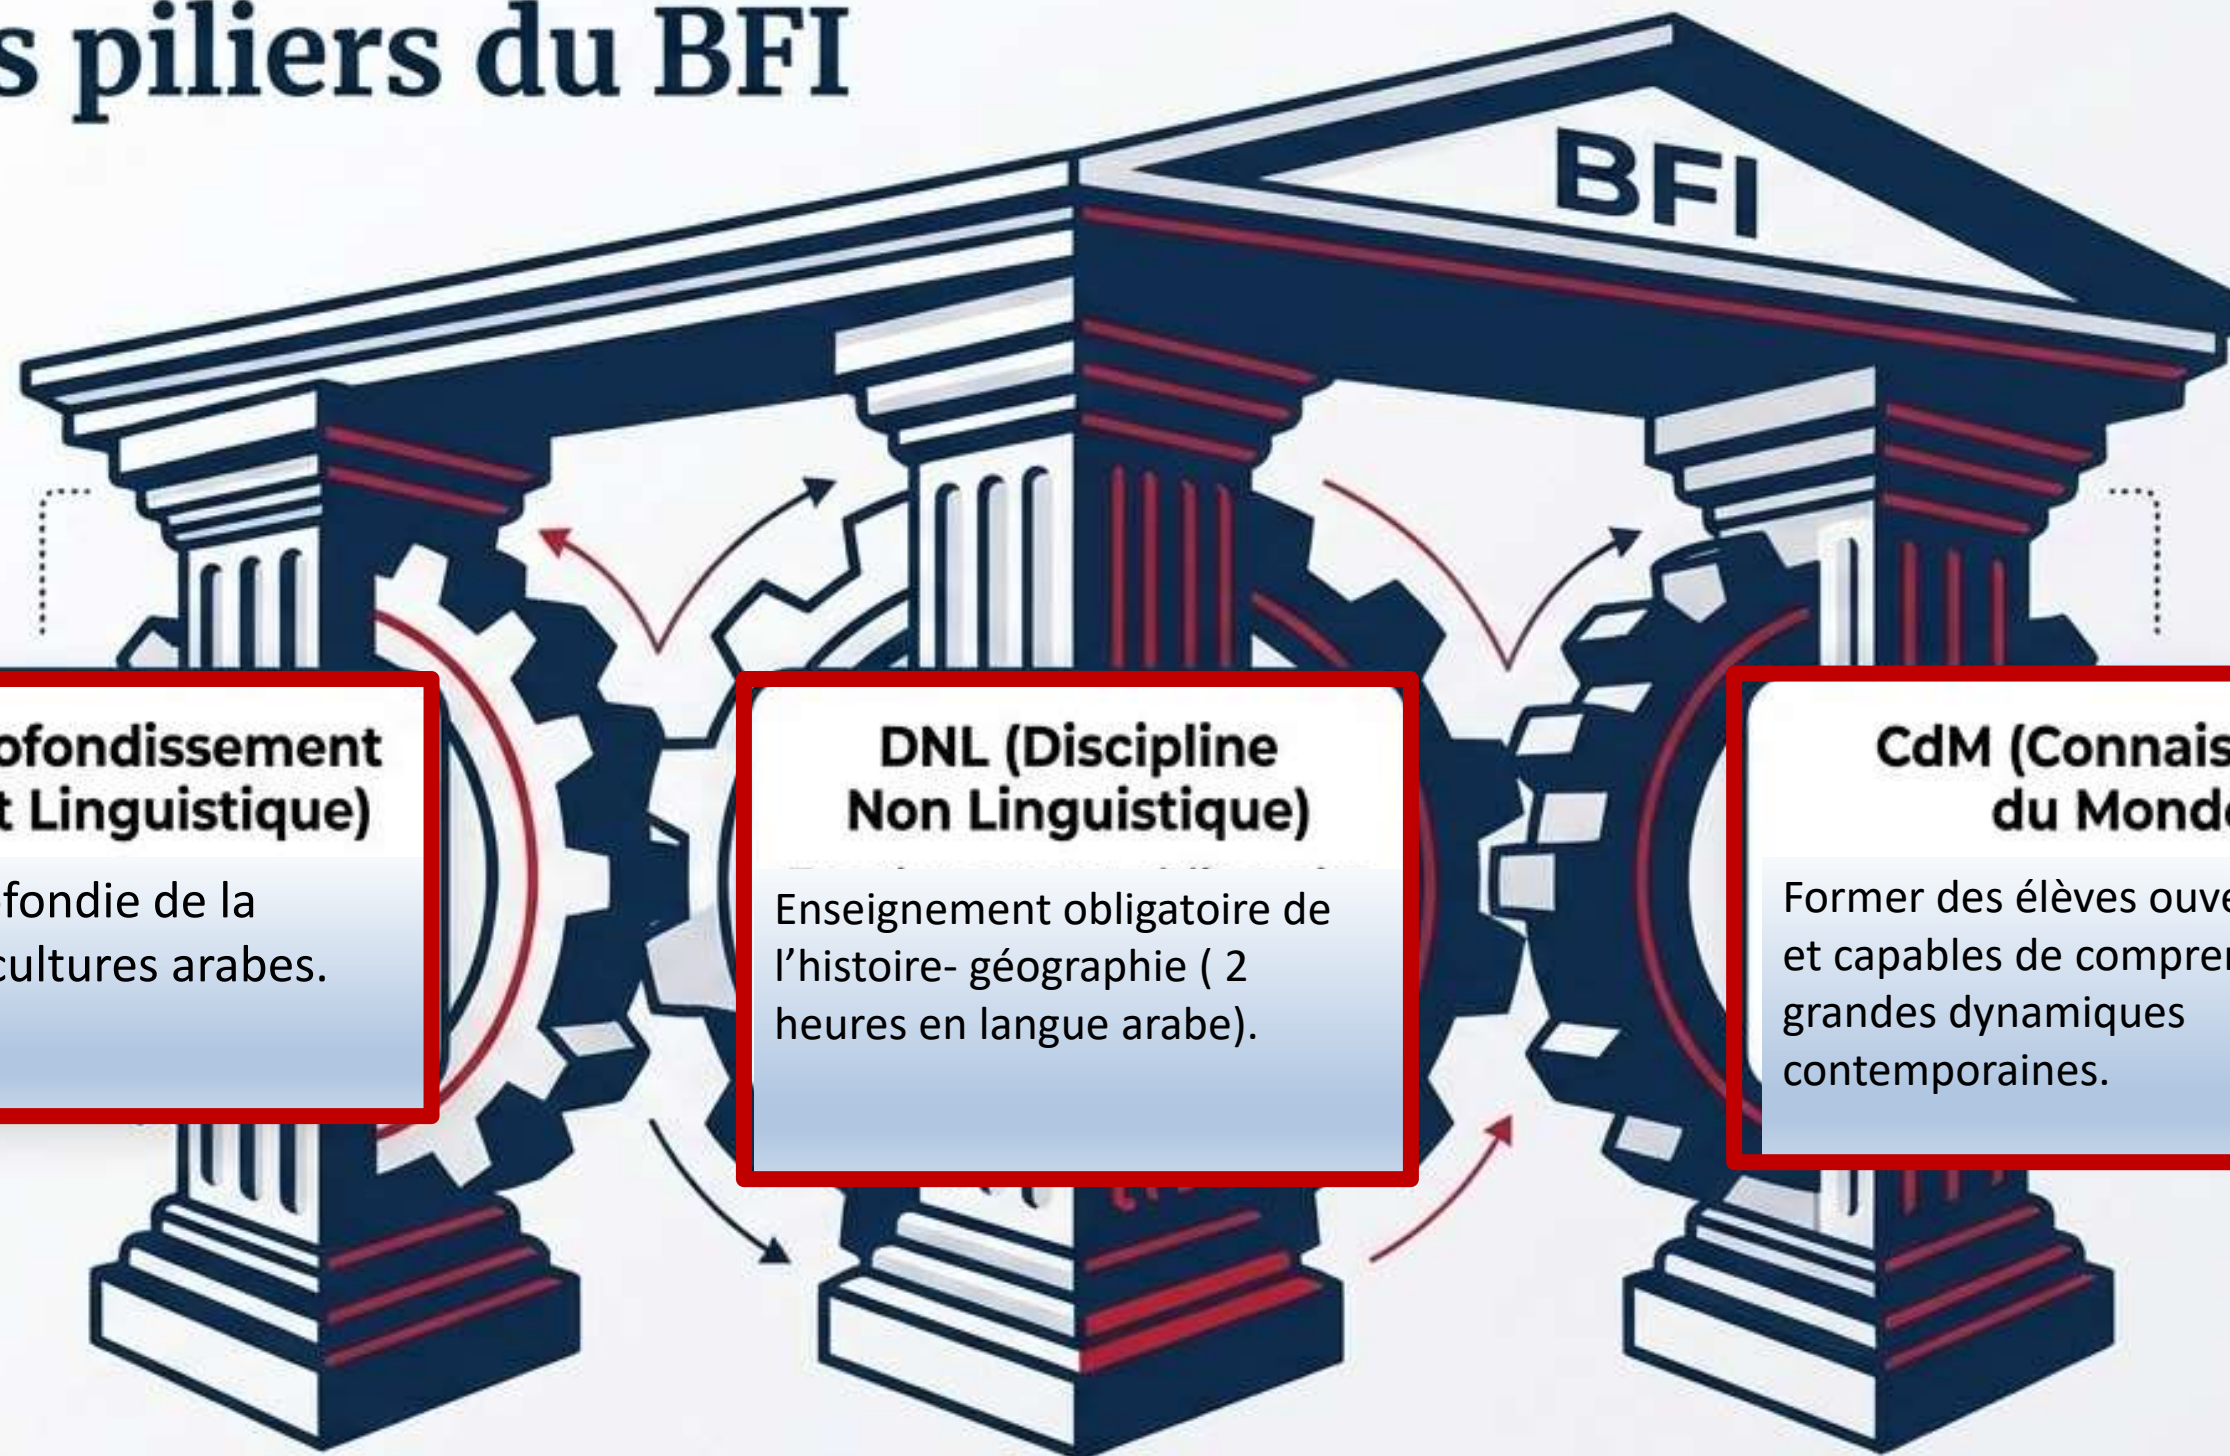 s piliers du BFI
BFI
ofondissement
t Linguistique)
fondie de la
cultures arabes.
DNL (Discipline
Non Linguistique)
Enseignement obligatoire de
l’histoire- géographie ( 2
heures en langue arabe).
CdM (Connais
du Monde
Former des élèves ouve
et capables de comprer
grandes dynamiques
contemporaines.